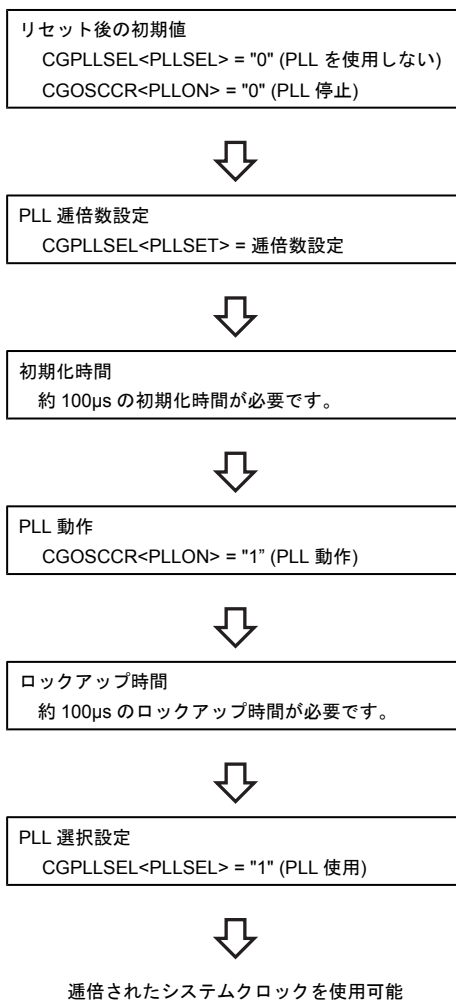 リセット後の初期値
CGPLLSEL<PLLSEL> = "0" (PLL を使用しない)
CGOSCCR<PLLON> = "0" (PLL 停止)
PLL 逓倍数設定
CGPLLSEL<PLLSET> = 逓倍数設定
初期化時間
約 100µs の初期化時間が必要です。
PLL 動作
CGOSCCR<PLLON> = "1” (PLL 動作)
ロックアップ時間
約 100µs のロックアップ時間が必要です。
PLL 選択設定
CGPLLSEL<PLLSEL> = "1" (PLL 使用)
逓倍されたシステムクロックを使用可能